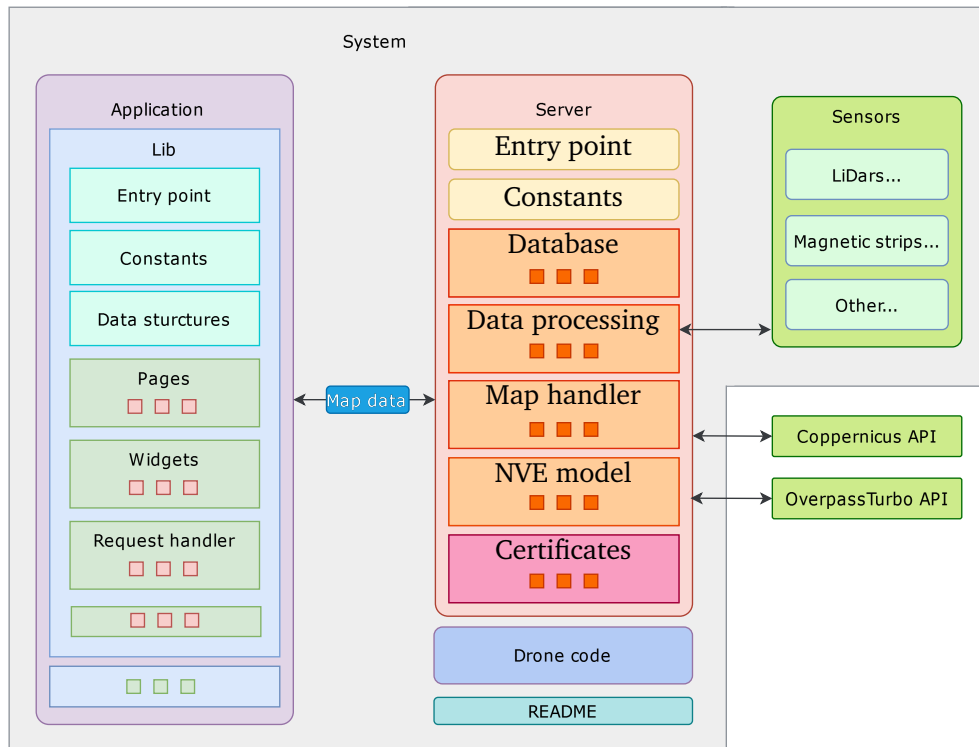 System
Application
Lib
Entry point
Constants
Data sturctures
Pages
Widgets
Request handler
Map data
Server
Entry point
Constants
Database
Data processing
Map handler
NVE model
Certificates
Drone code
README
Sensors
LiDars...
Magnetic strips...
Other...
Coppernicus API
OverpassTurbo API